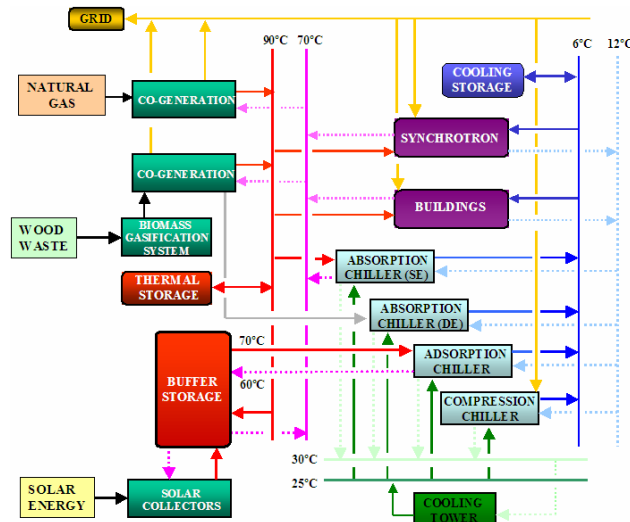 GRID
90°C
70°C
6°C
12°C
NATURAL
GAS
CO-GENERATION
COOLING
STORAGE
SYNCHROTRON
CO-GENERATION
BUILDINGS
WOOD
WASTE
BIOMASS
GASIFICATION
SYSTEM
ABSORPTION
CHILLER (SE)
THERMAL
STORAGE
ABSORPTION
CHILLER (DE)
70°C
ADSORPTION
CHILLER
BUFFER
STORAGE
60°C
COMPRESSION
CHILLER
30°C
25°C
SOLAR
ENERGY
SOLAR
COLLECTORS
COOLING
TOWER